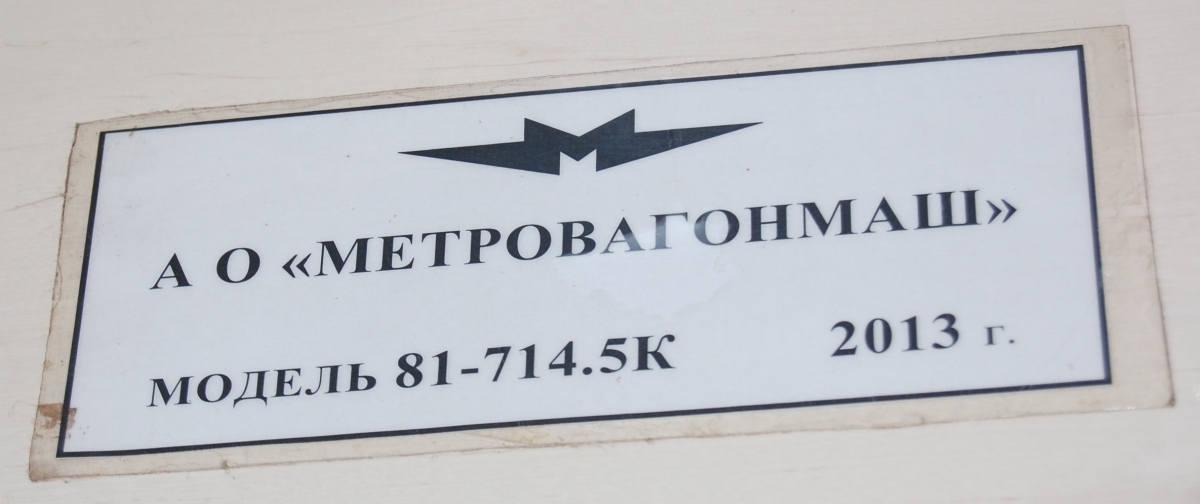 А О «МЕТРОВАГОНМАШ»
МОДЕЛЬ 81-714.5К 2013 г.